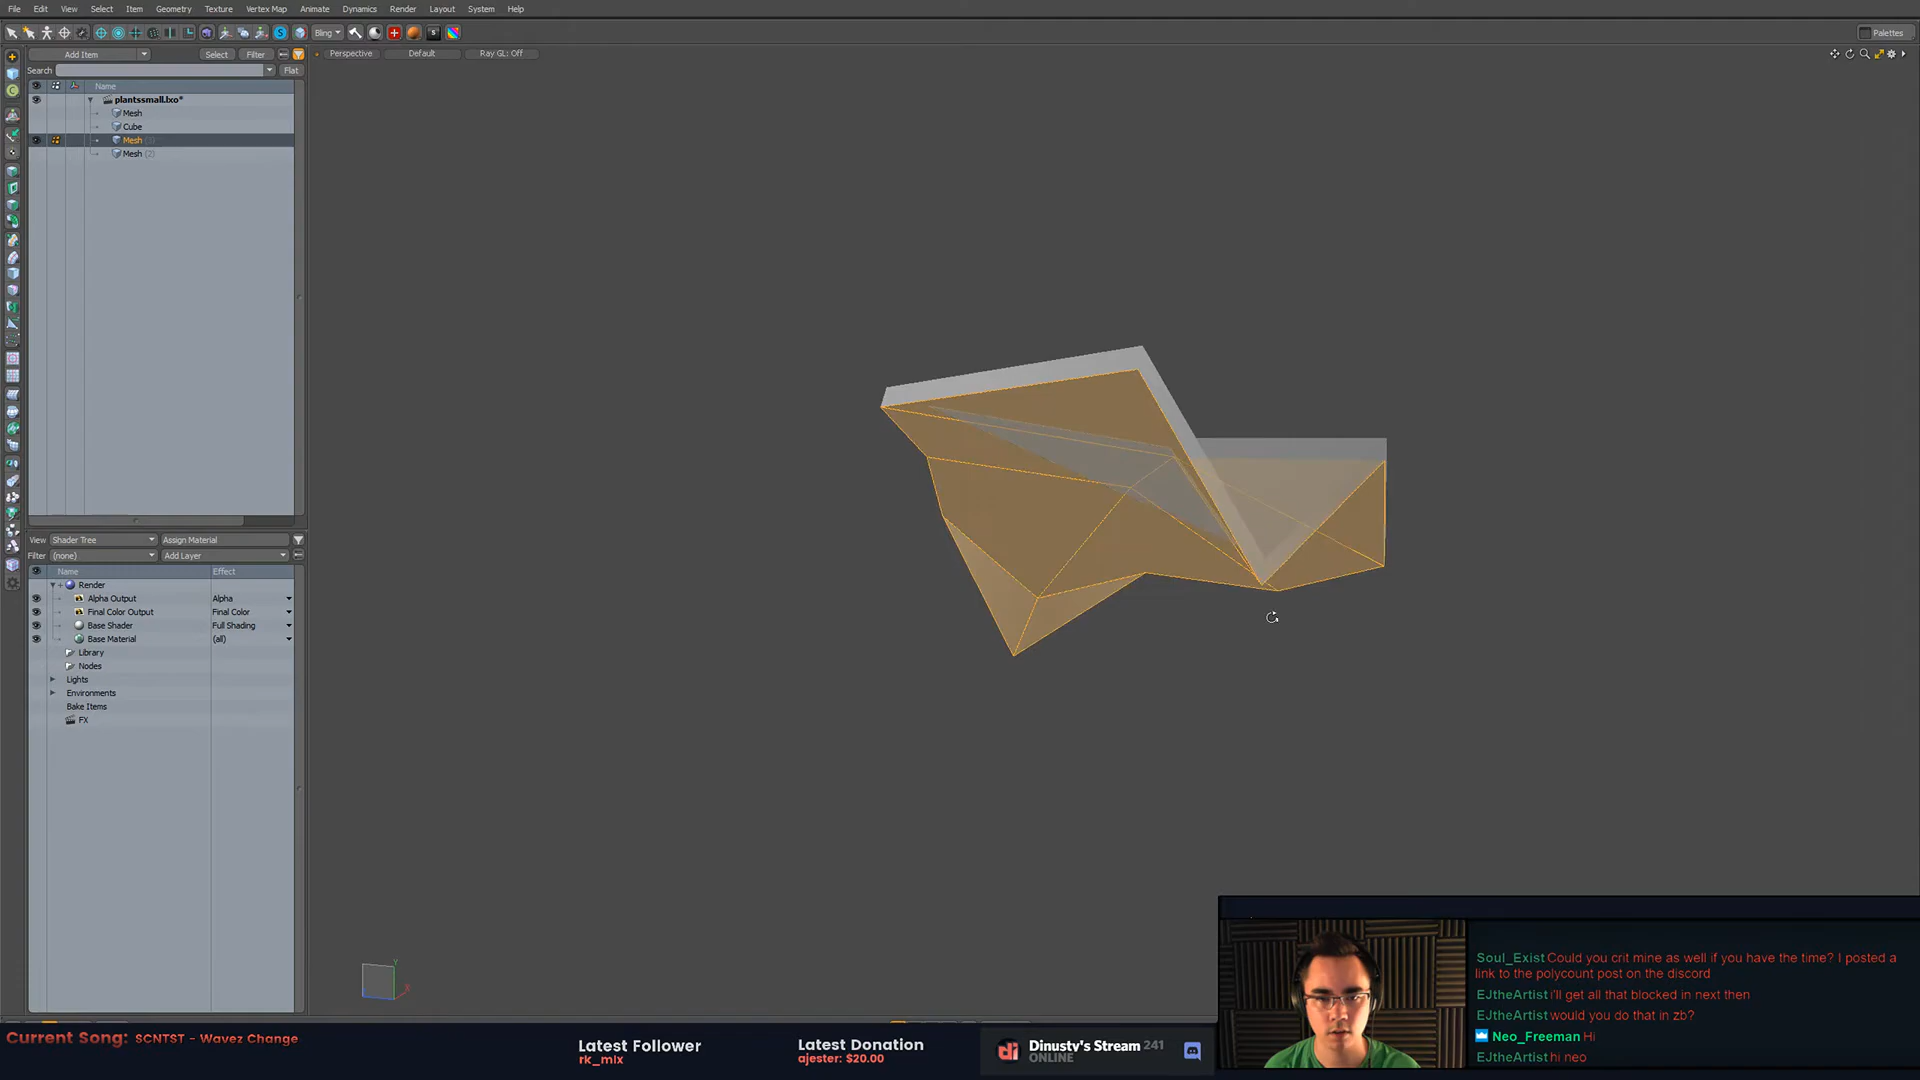 File Edit View Select Item Geometry Texture Vertex Map Animate Dynamics Render Layout System Help
Bling
Palettes
Add Item Select Filter
Perspective Default Ray GL: Off
Search Flat
Name
plantssmall.lxo*
Mesh
Cube
Mesh
Mesh (2)
View Shader Tree Assign Material
Filter (none) Add Layer
Name Effect
Render
Alpha Output Alpha
Final Color Output Final Color
Base Shader Full Shading
Base Material (all)
Library
Nodes
Lights
Environments
Bake Items
FX
Soul_Exist Could you crit mine as well if you have the time? I posted a
link to the polycount post on the discord
EJtheArtist i'll get all that blocked in next then
EJtheArtist would you do that in zb?
Neo_Freeman Hi
EJtheArtist hi neo
Current Song: SCNTST - Wavez Change
Latest Follower
rk_mix
Latest Donation
ajester: $20.00
Dinusty's Stream 241
ONLINE